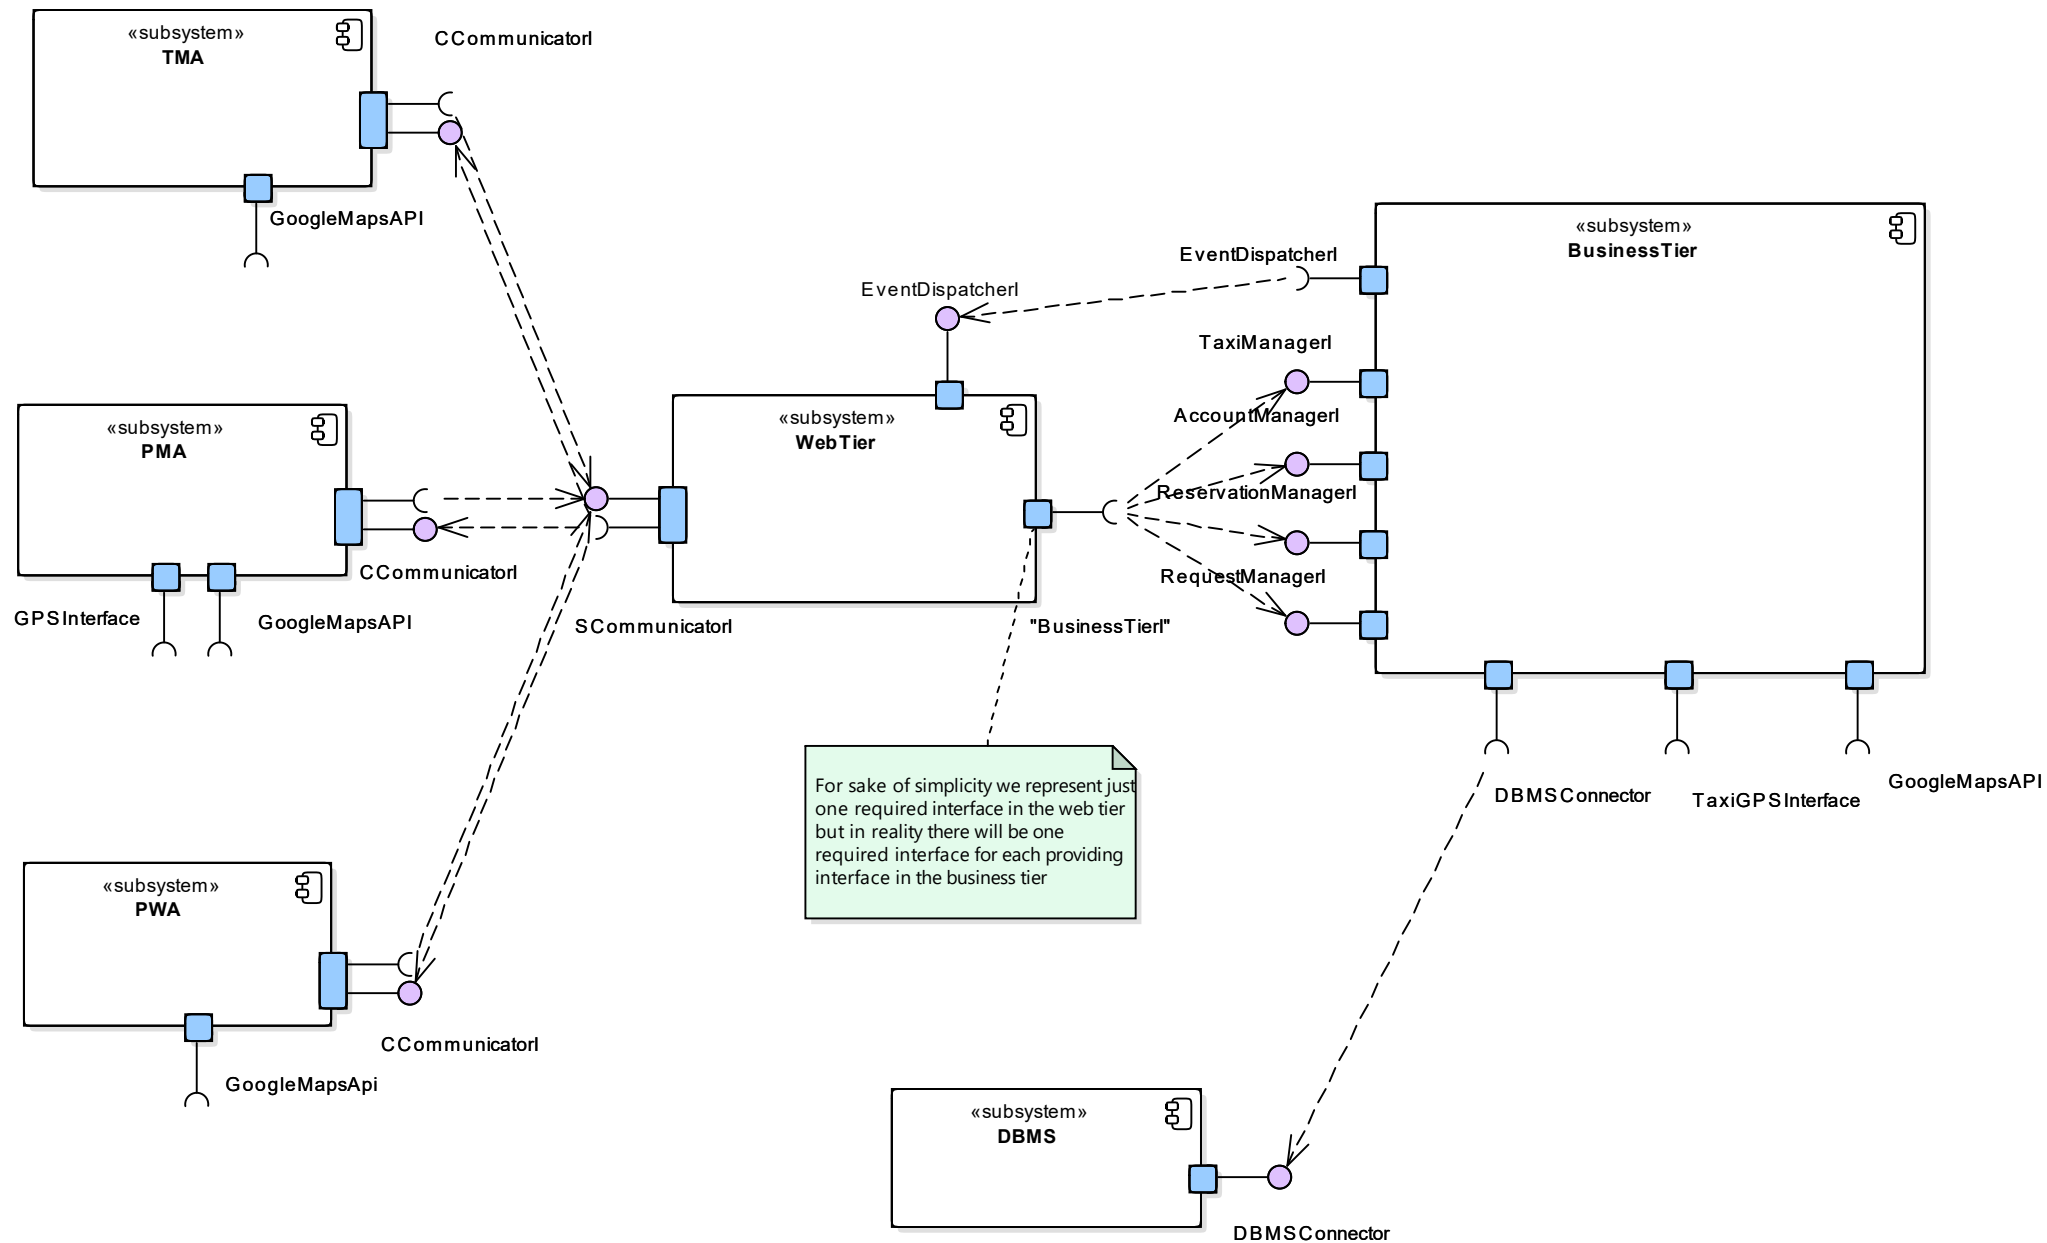 «subsystem»
TMA
CCommunicatorI
GoogleMapsAPI
«subsystem»
BusinessTier
EventDispatcherI
EventDispatcherI
TaxiManagerI
AccountManagerI
ReservationManagerI
RequestManagerI
«subsystem»
PMA
CCommunicatorI
GPSInterface
GoogleMapsAPI
«subsystem»
WebTier
SCommunicatorI
"BusinessTierI"
For sake of simplicity we represent just
one required interface in the web tier
but in reality there will be one
required interface for each providing
interface in the business tier
DBMSConnector
TaxiGPSInterface
GoogleMapsAPI
«subsystem»
PWA
CCommunicatorI
GoogleMapsApi
«subsystem»
DBMS
DBMSConnector